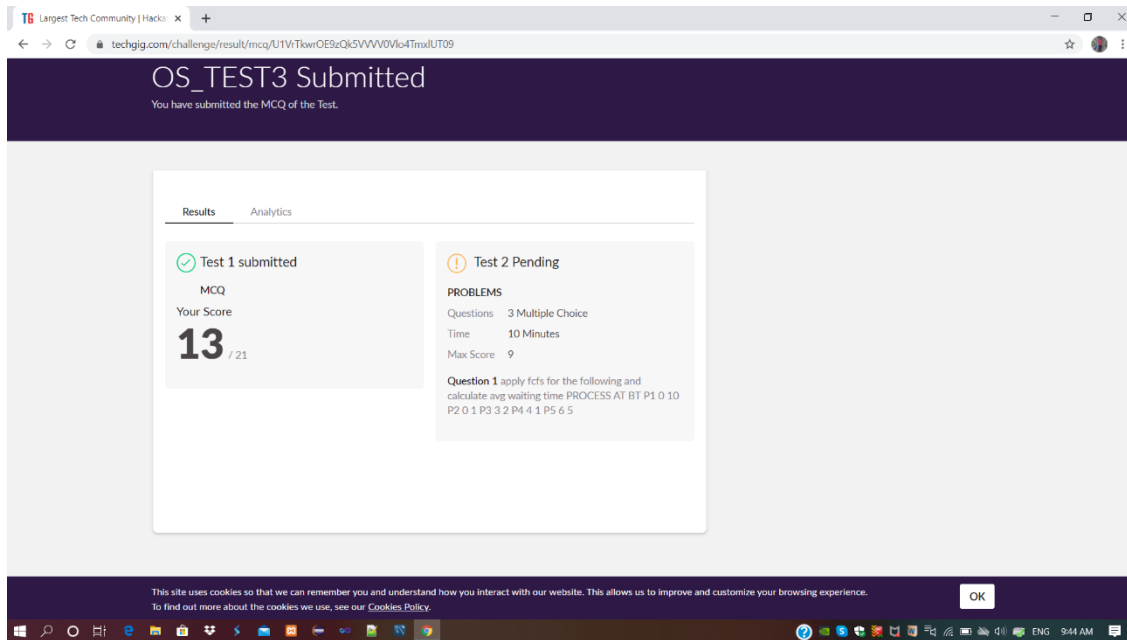 TG Largest Tech Community | Hacka
techgig.com/challenge/result/mcq/U1VrTkwrOE9zQk5VVVV0Vlo4TmxlUT09
OS_TEST3 Submitted
You have submitted the MCQ of the Test.
Results Analytics
Test 1 submitted
MCQ
Your Score
13 / 21
Test 2 Pending
PROBLEMS
Questions 3 Multiple Choice
Time 10 Minutes
Max Score 9
Question 1 apply fcfs for the following and
calculate avg waiting time PROCESS AT BT P1 0 10
P2 0 1 P3 3 2 P4 4 1 P5 6 5
This site uses cookies so that we can remember you and understand how you interact with our website. This allows us to improve and customize your browsing experience.
To find out more about the cookies we use, see our Cookies Policy.
OK
ENG 9:44 AM